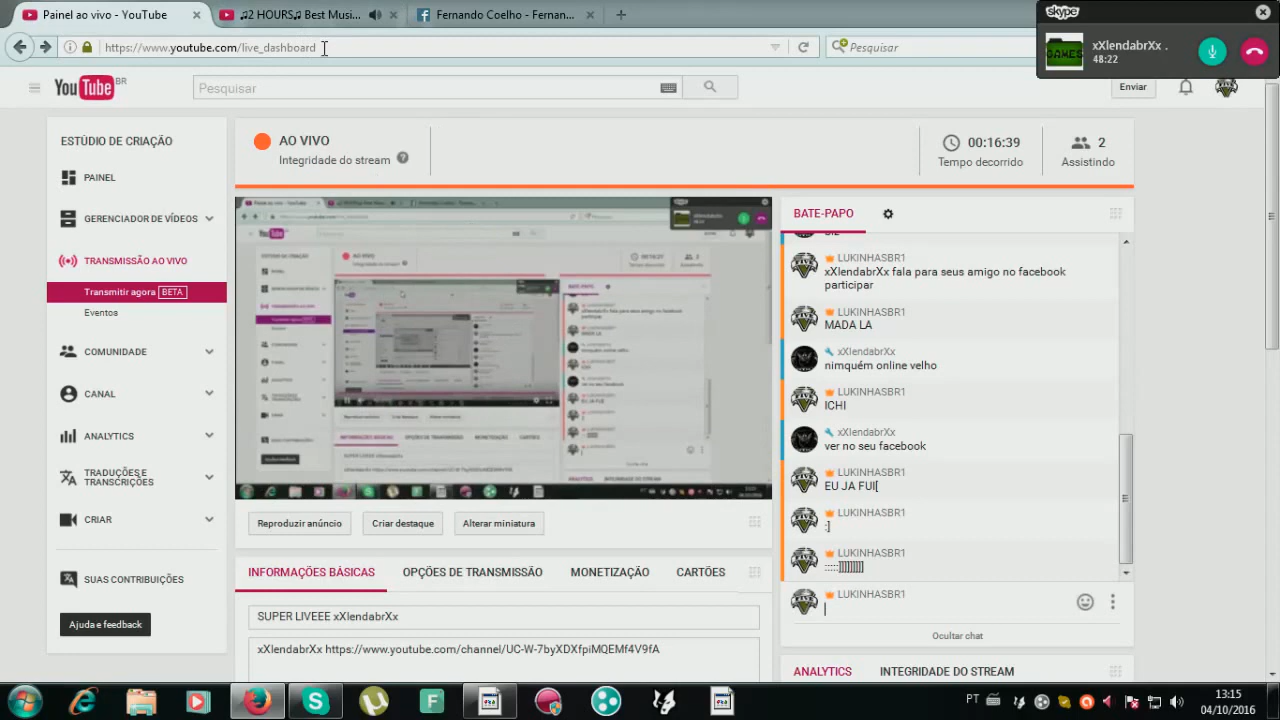 Painel ao vivo - YouTube
♫2 HOURS♫ Best Musi...
Fernando Coelho - Fernan...
skype
https://www.youtube.com/live_dashboard
Pesquisar
GAMES
xXlendabrXx .
48:22
YouTube BR
Pesquisar
Enviar
ESTÚDIO DE CRIAÇÃO
PAINEL
GERENCIADOR DE VÍDEOS
TRANSMISSÃO AO VIVO
Transmitir agora BETA
Eventos
COMUNIDADE
CANAL
ANALYTICS
TRADUÇÕES E
TRANSCRIÇÕES
CRIAR
SUAS CONTRIBUIÇÕES
Ajuda e feedback
AO VIVO
Integridade do stream
00:16:39
Tempo decorrido
2
Assistindo
Reproduzir anúncio
Criar destaque
Alterar miniatura
INFORMAÇÕES BÁSICAS
OPÇÕES DE TRANSMISSÃO
MONETIZAÇÃO
CARTÕES
SUPER LIVEEE xXlendabrXx
xXlendabrXx https://www.youtube.com/channel/UC-W-7byXDXfpiMQEMf4V9fA
BATE-PAPO
LUKINHASBR1
xXlendabrXx fala para seus amigo no facebook
participar
LUKINHASBR1
MADA LA
xXlendabrXx
nimquém online velho
LUKINHASBR1
ICHI
xXlendabrXx
ver no seu facebook
LUKINHASBR1
EU JA FUI[
LUKINHASBR1
:]
LUKINHASBR1
:::::]]]]]]]]]
LUKINHASBR1
Ocultar chat
ANALYTICS
INTEGRIDADE DO STREAM
PT
13:15
04/10/2016